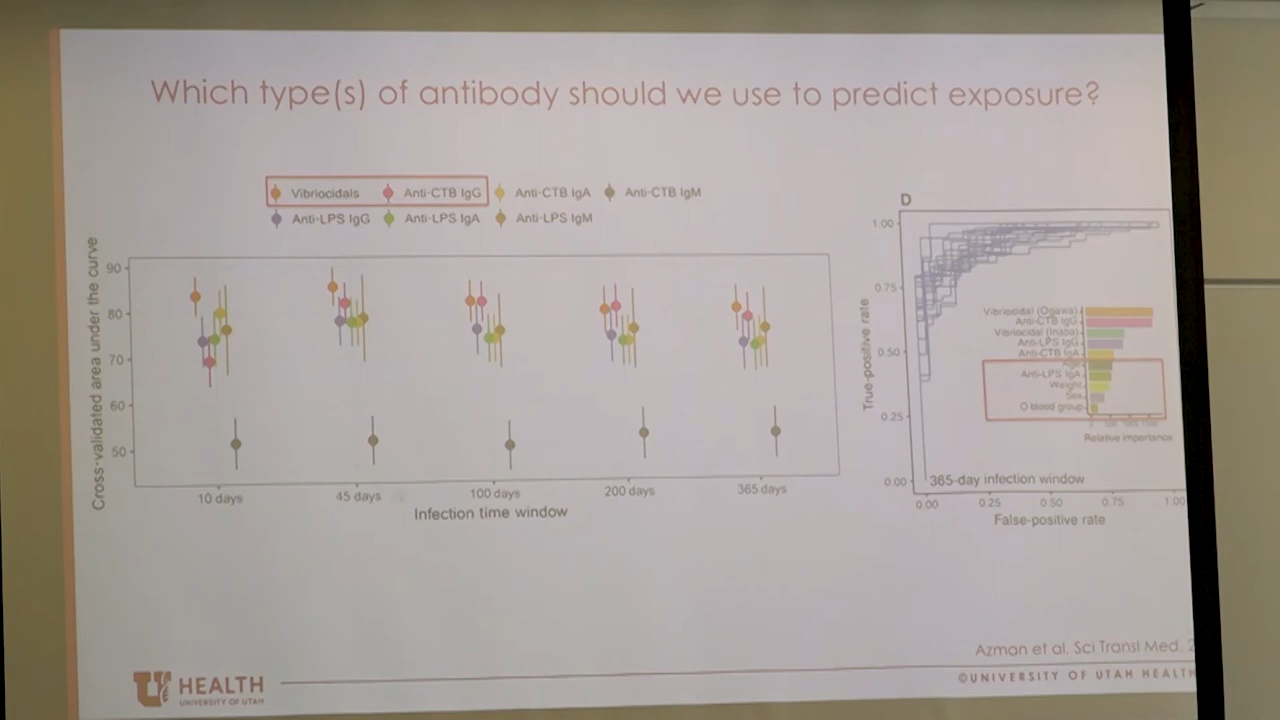 Which type(s) of antibody should we use to predict exposure?
Vibriocidals Anti-CTB IgG Anti-CTB IgA Anti-CTB IgM
Anti-LPS IgG Anti-LPS IgA Anti-LPS IgM
Cross-validated area under the curve
90
80
70
60
50
10 days 45 days 100 days 200 days 365 days
Infection time window
D
True-positive rate
1.00
0.75
0.50
0.25
0.00
Vibriocidal (Ogawa)
Anti-CTB IgG
Vibriocidal (Inaba)
Anti-LPS IgG
Anti-CTB IgA
Age
Anti-LPS IgA
Weight
Sex
O blood group
Relative importance
365-day infection window
0.00 0.25 0.50 0.75 1.00
False-positive rate
Azman et al. Sci Transl Med.
U HEALTH
UNIVERSITY OF UTAH
©UNIVERSITY OF UTAH HEALTH